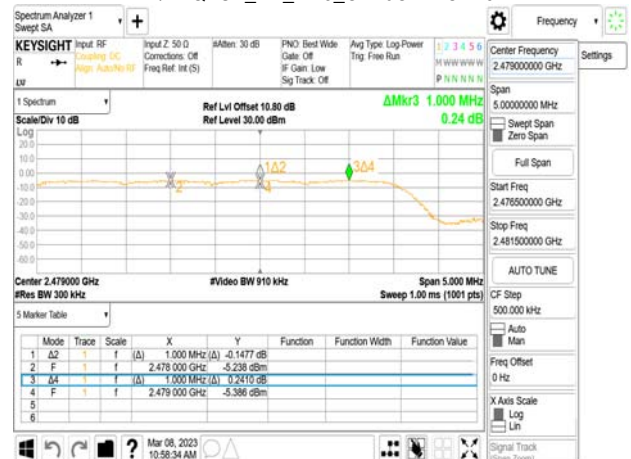 Spectrum Analyzer 1
Swept SA
Frequency
KEYSIGHT
R
Input: RF
Coupling: DC
Align: Auto/No RF
Input Z: 50 Ω
Corrections: Off
Freq Ref: Int (S)
#Atten: 30 dB
PNO: Best Wide
Gate: Off
IF Gain: Low
Sig Track: Off
Avg Type: Log-Power
Trig: Free Run
1 2 3 4 5 6
M W W W W W
P N N N N N
Center Frequency
2.479000000 GHz
Settings
Span
5.00000000 MHz
Swept Span
Zero Span
Full Span
Start Freq
2.476500000 GHz
Stop Freq
2.481500000 GHz
AUTO TUNE
CF Step
500.000 kHz
Auto
Man
Freq Offset
0 Hz
X Axis Scale
Log
Lin
Signal Track
1 Spectrum
Scale/Div 10 dB
Ref Lvl Offset 10.80 dB
Ref Level 30.00 dBm
ΔMkr3 1.000 MHz
0.24 dB
Log
20.0
10.0
0.00
-10.0
-20.0
-30.0
-40.0
-50.0
-60.0
2
1Δ2
4
3Δ4
Center 2.479000 GHz
#Video BW 910 kHz
Span 5.000 MHz
#Res BW 300 kHz
Sweep 1.00 ms (1001 pts)
5 Marker Table
Mode Trace Scale X Y Function Function Width Function Value
1 Δ2 1 f (Δ) 1.000 MHz (Δ) -0.1477 dB
2 F 1 f 2.478 000 GHz -5.238 dBm
3 Δ4 1 f (Δ) 1.000 MHz (Δ) 0.2410 dB
4 F 1 f 2.479 000 GHz -5.386 dBm
5
6
?
Mar 08, 2023
10:58:34 AM